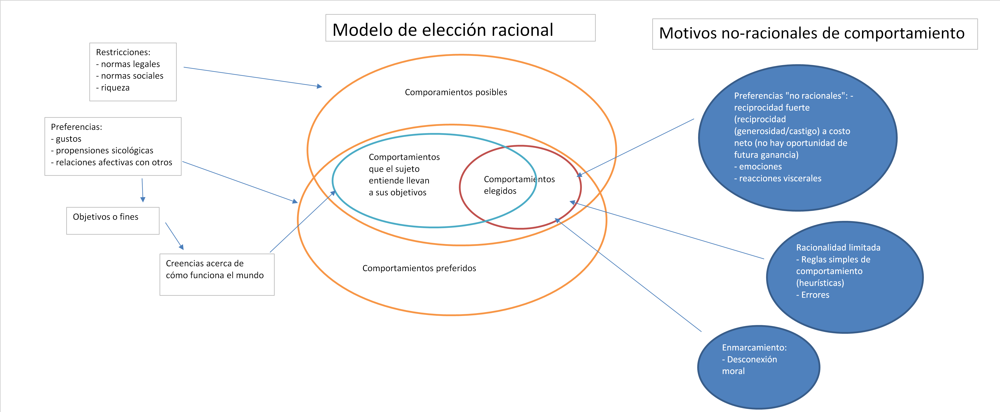 Modelo de elección racional
Motivos no-racionales de comportamiento
Restricciones:
- normas legales
- normas sociales
- riqueza
Preferencias:
- gustos
- propensiones sicológicas
- relaciones afectivas con otros
Objetivos o fines
Creencias acerca de
cómo funciona el mundo
Comporamientos posibles
Comportamientos
que el sujeto
entiende llevan
a sus objetivos
Comportamientos
elegidos
Comportamientos preferidos
Preferencias "no racionales": -
reciprocidad fuerte
(reciprocidad
(generosidad/castigo) a costo
neto (no hay oportunidad de
futura ganancia)
- emociones
- reacciones viscerales
Racionalidad limitada
- Reglas simples de
comportamiento
(heurísticas)
- Errores
Enmarcamiento:
- Desconexión
moral